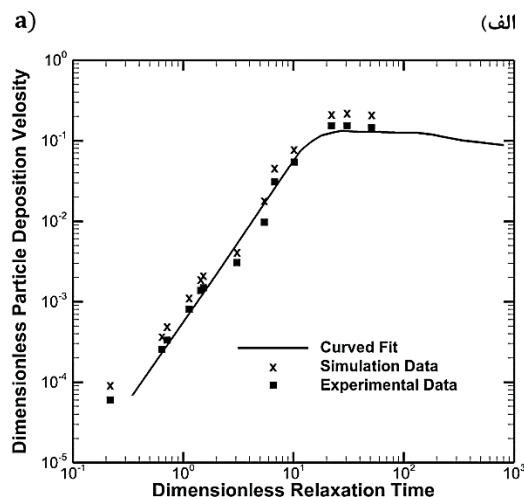 a)
الف)
Dimensionless Particle Deposition Velosity
10^0
10^-1
10^-2
10^-3
10^-4
10^-5
Curved Fit
Simulation Data
Experimental Data
10^-1 10^0 10^1 10^2 10^3
Dimensionless Relaxation Time